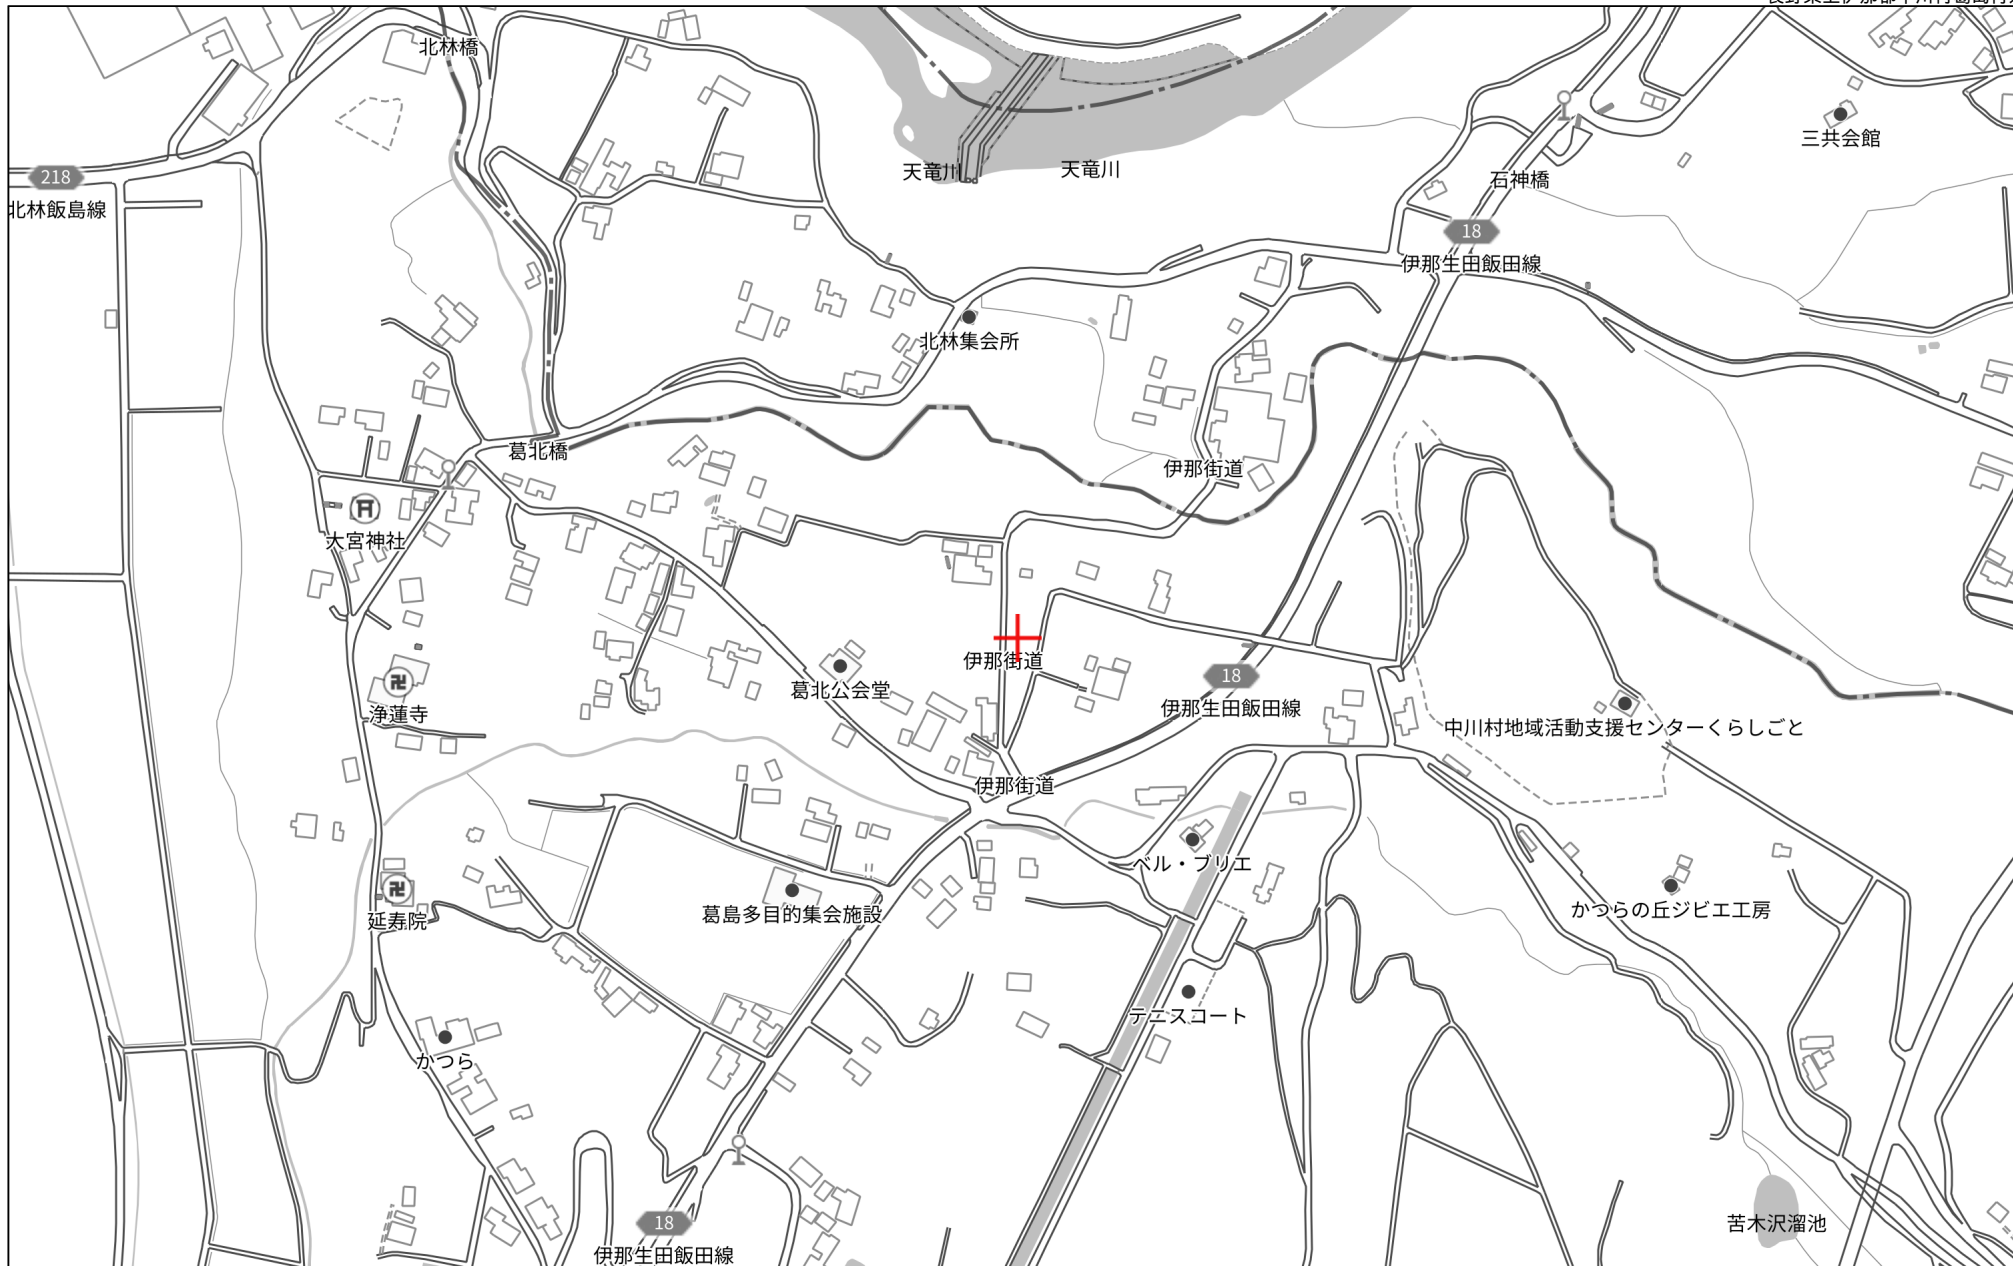 北林橋
天竜川
天竜川
三共会館
218
石神橋
北林飯島線
18
伊那生田飯田線
北林集会所
葛北橋
伊那街道
大宮神社
伊那街道
葛北公会堂
18
伊那生田飯田線
浄蓮寺
中川村地域活動支援センターくらしごと
伊那街道
ベル・ブリエ
延寿院
葛島多目的集会施設
かつらの丘ジビエ工房
テニスコート
かつら
18
伊那生田飯田線
苦木沢溜池